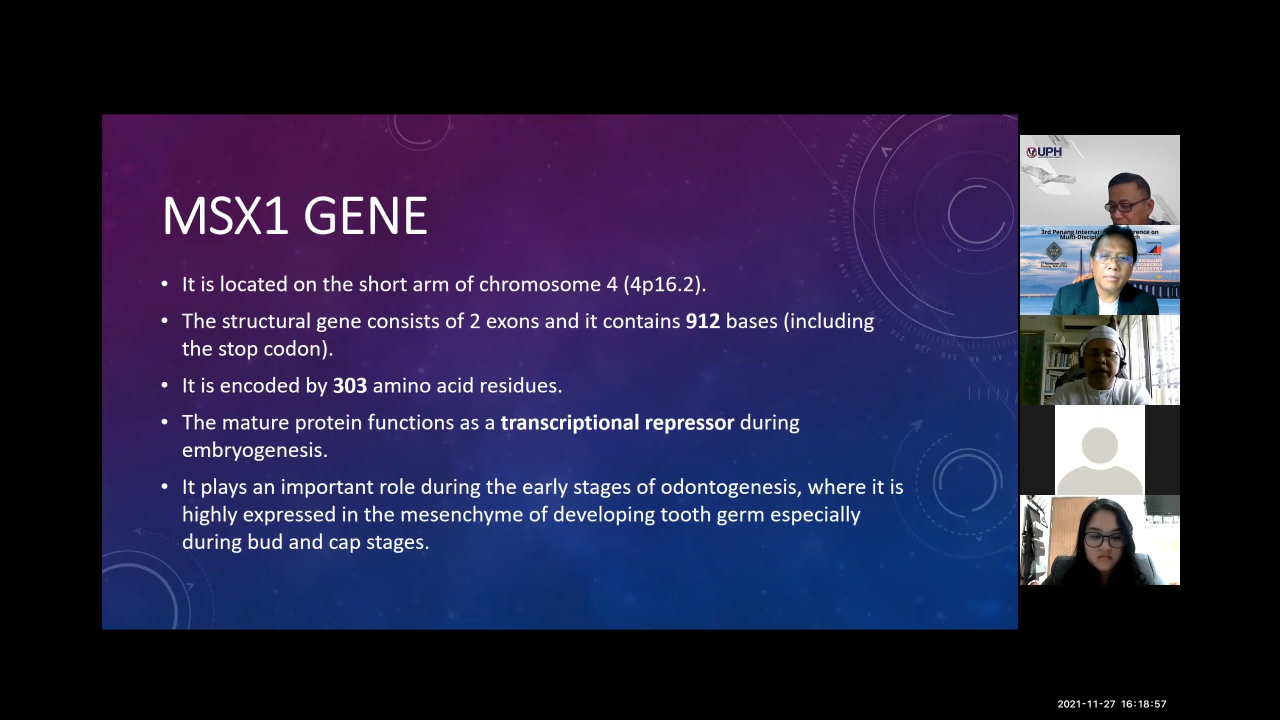 MSX1 GENE
• It is located on the short arm of chromosome 4 (4p16.2).
• The structural gene consists of 2 exons and it contains 912 bases (including
the stop codon).
• It is encoded by 303 amino acid residues.
• The mature protein functions as a transcriptional repressor during
embryogenesis.
• It plays an important role during the early stages of odontogenesis, where it is
highly expressed in the mesenchyme of developing tooth germ especially
during bud and cap stages.
UPH
3rd Penang
on
2021-11-27 16:18:57